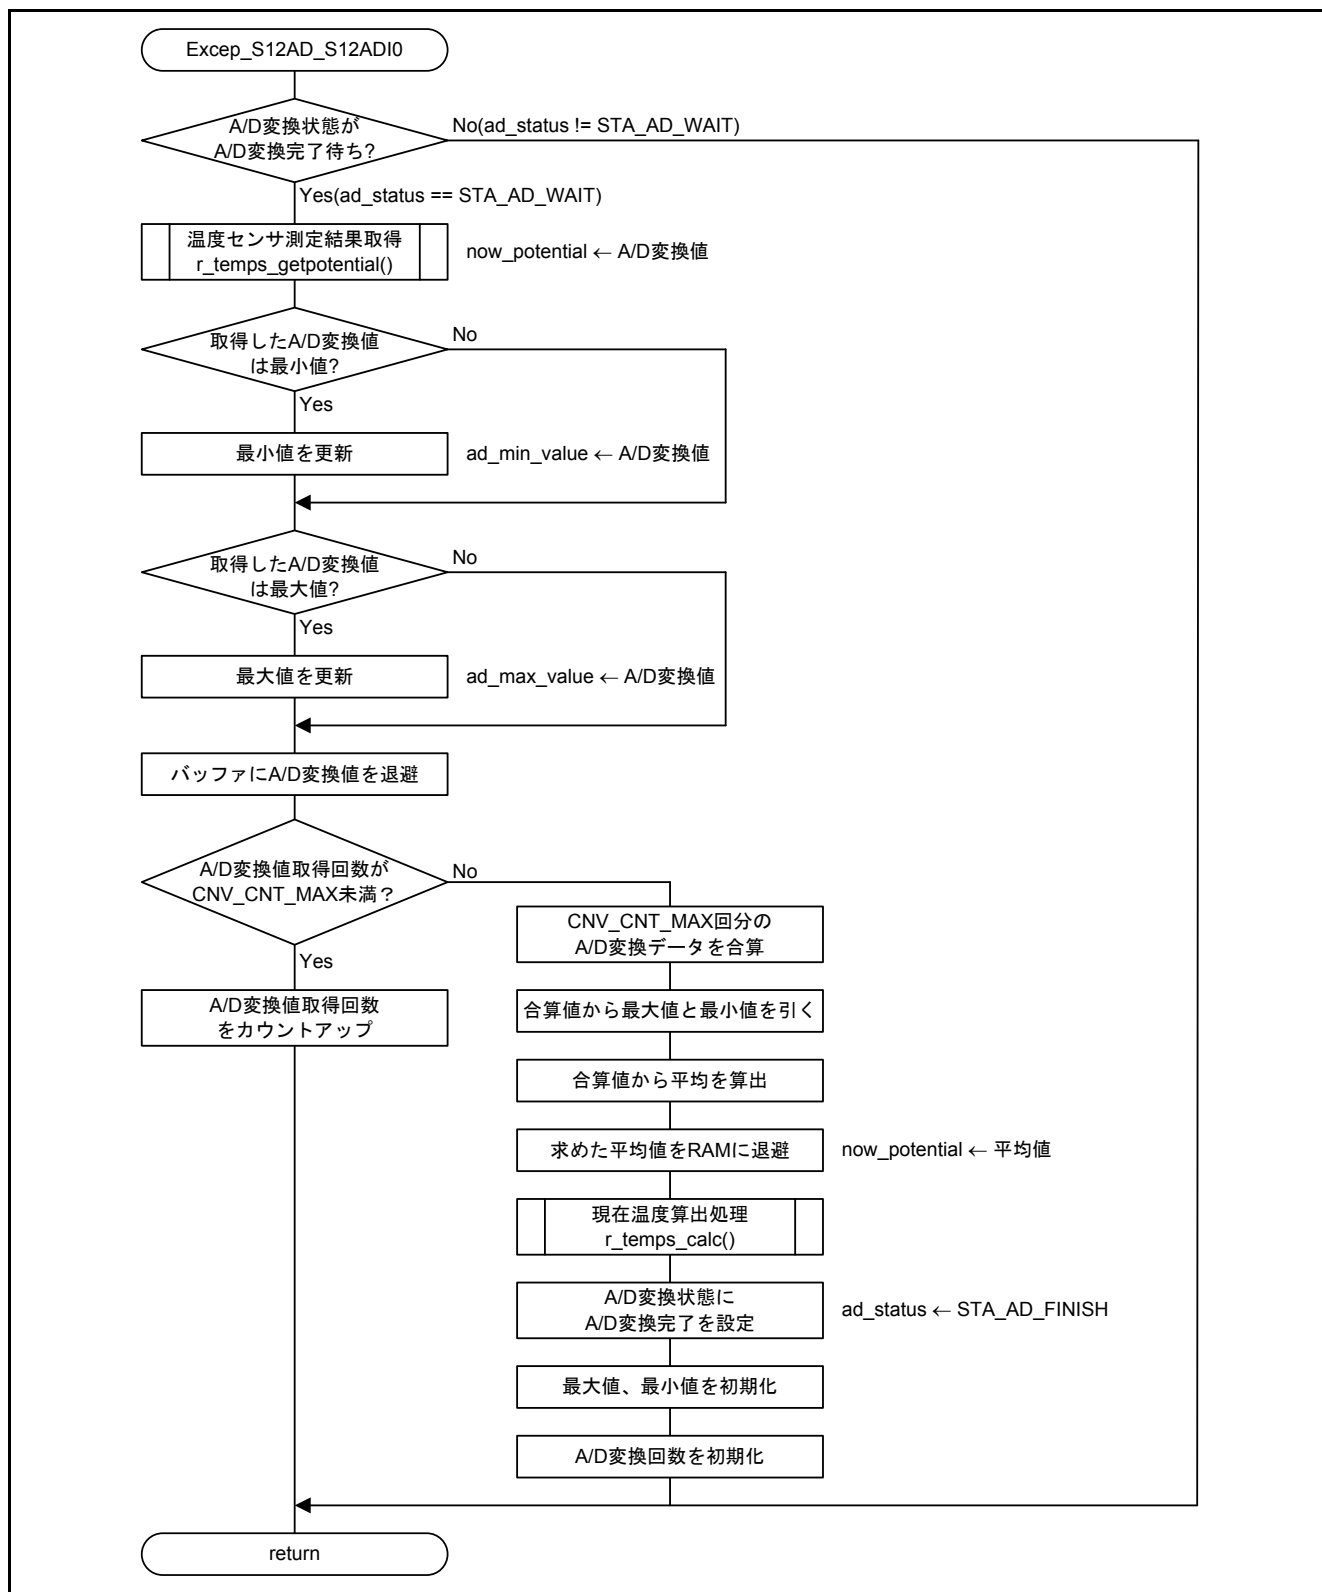 Excep_S12AD_S12ADI0
A/D変換状態が
A/D変換完了待ち?
No(ad_status != STA_AD_WAIT)
Yes(ad_status == STA_AD_WAIT)
温度センサ測定結果取得
r_temps_getpotential()
now_potential ← A/D変換値
取得したA/D変換値
は最小値?
No
Yes
最小値を更新
ad_min_value ← A/D変換値
取得したA/D変換値
は最大値?
No
Yes
最大値を更新
ad_max_value ← A/D変換値
バッファにA/D変換値を退避
A/D変換値取得回数が
CNV_CNT_MAX未満？
No
Yes
A/D変換値取得回数
をカウントアップ
CNV_CNT_MAX回分の
A/D変換データを合算
合算値から最大値と最小値を引く
合算値から平均を算出
求めた平均値をRAMに退避
now_potential ← 平均値
現在温度算出処理
r_temps_calc()
A/D変換状態に
A/D変換完了を設定
ad_status ← STA_AD_FINISH
最大値、最小値を初期化
A/D変換回数を初期化
return